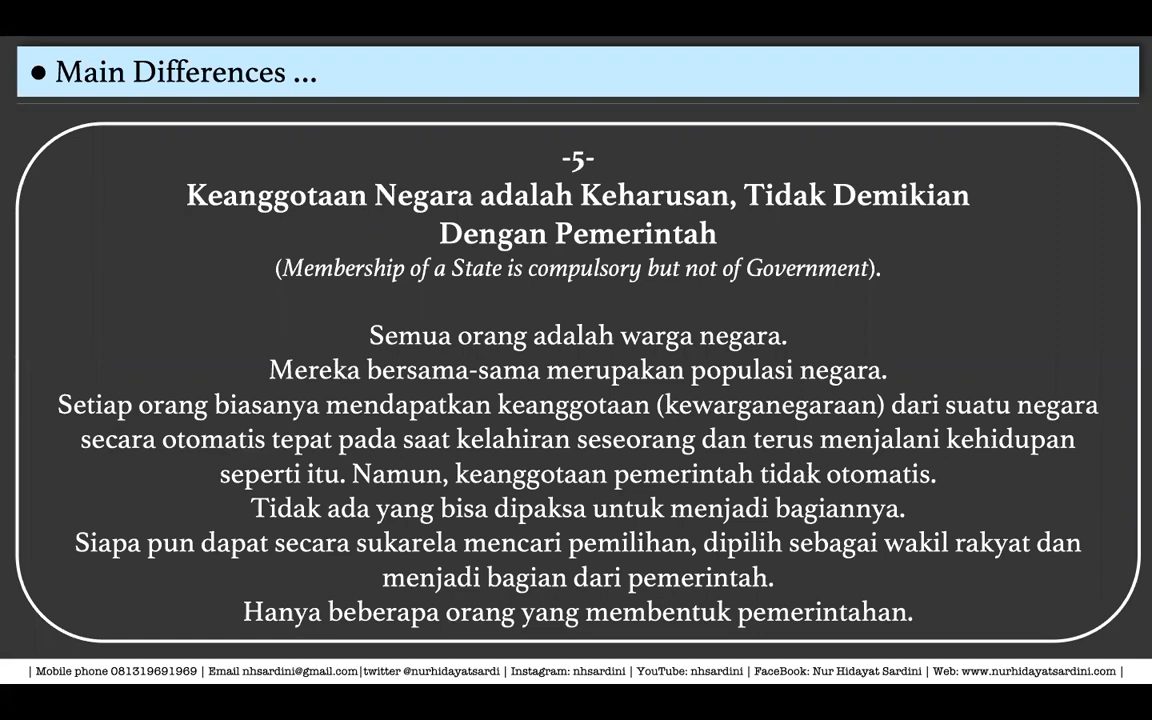 ● Main Differences ...
-5-
Keanggotaan Negara adalah Keharusan, Tidak Demikian
Dengan Pemerintah
(Membership of a State is compulsory but not of Government).
Semua orang adalah warga negara.
Mereka bersama-sama merupakan populasi negara.
Setiap orang biasanya mendapatkan keanggotaan (kewarganegaraan) dari suatu negara
secara otomatis tepat pada saat kelahiran seseorang dan terus menjalani kehidupan
seperti itu. Namun, keanggotaan pemerintah tidak otomatis.
Tidak ada yang bisa dipaksa untuk menjadi bagiannya.
Siapa pun dapat secara sukarela mencari pemilihan, dipilih sebagai wakil rakyat dan
menjadi bagian dari pemerintah.
Hanya beberapa orang yang membentuk pemerintahan.
| Mobile phone 081319691969 | Email nhsardini@gmail.com|twitter @nurhidayatsardi | Instagram: nhsardini | YouTube: nhsardini | FaceBook: Nur Hidayat Sardini | Web: www.nurhidayatsardini.com |